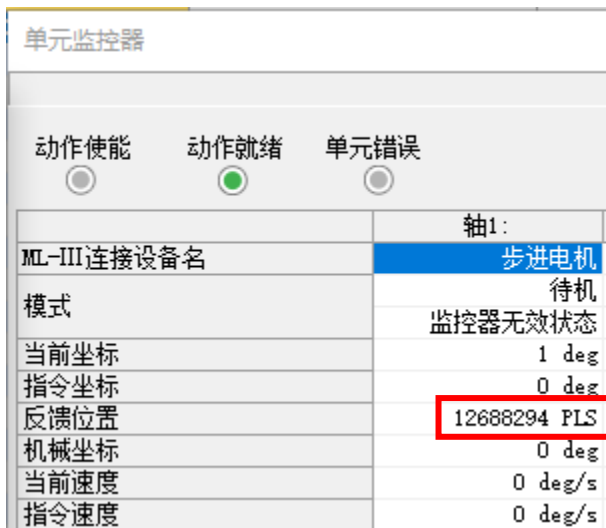 单元监控器
动作使能 动作就绪 单元错误
轴1:
ML-III连接设备名 步进电机
模式 待机
监控器无效状态
当前坐标 1 deg
指令坐标 0 deg
反馈位置 12688294 PLS
机械坐标 0 deg
当前速度 0 deg/s
指令速度 0 deg/s